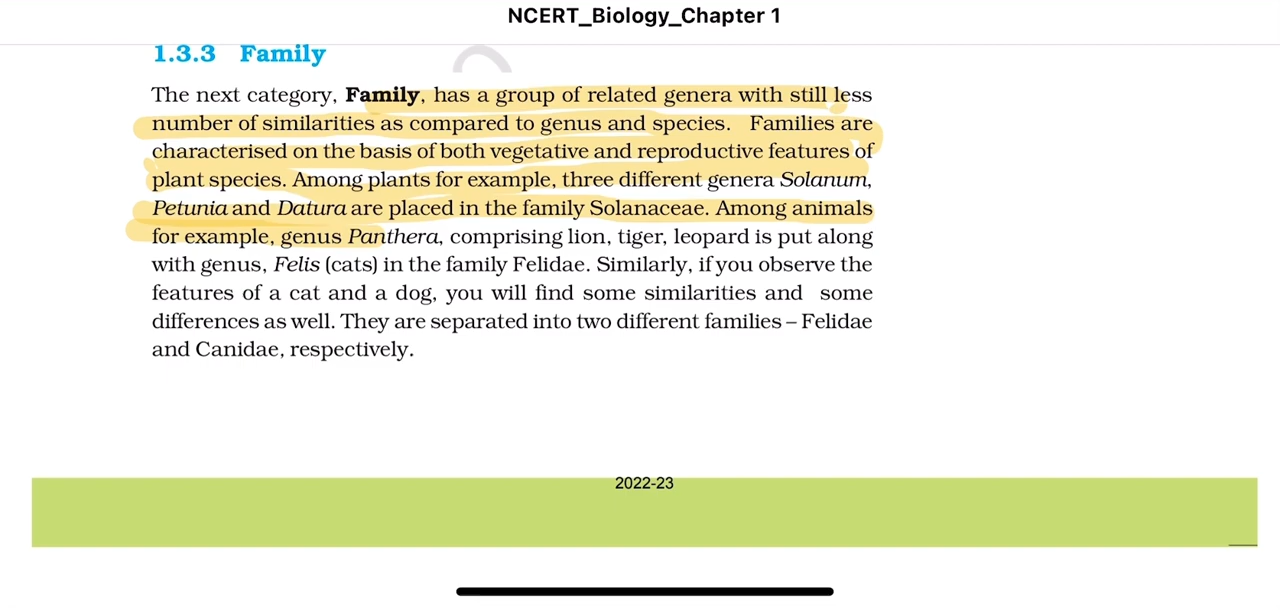 NCERT_Biology_Chapter 1
1.3.3 Family
The next category, Family, has a group of related genera with still less
number of similarities as compared to genus and species. Families are
characterised on the basis of both vegetative and reproductive features of
plant species. Among plants for example, three different genera Solanum,
Petunia and Datura are placed in the family Solanaceae. Among animals
for example, genus Panthera, comprising lion, tiger, leopard is put along
with genus, Felis (cats) in the family Felidae. Similarly, if you observe the
features of a cat and a dog, you will find some similarities and some
differences as well. They are separated into two different families – Felidae
and Canidae, respectively.
2022-23